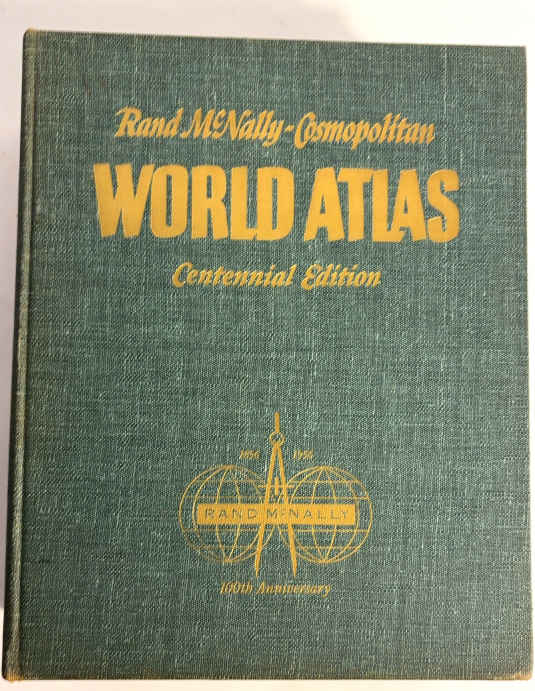 Rand McNally-Cosmopolitan
WORLD ATLAS
Centennial Edition
1856 1956
RAND McNALLY
100th Anniversary